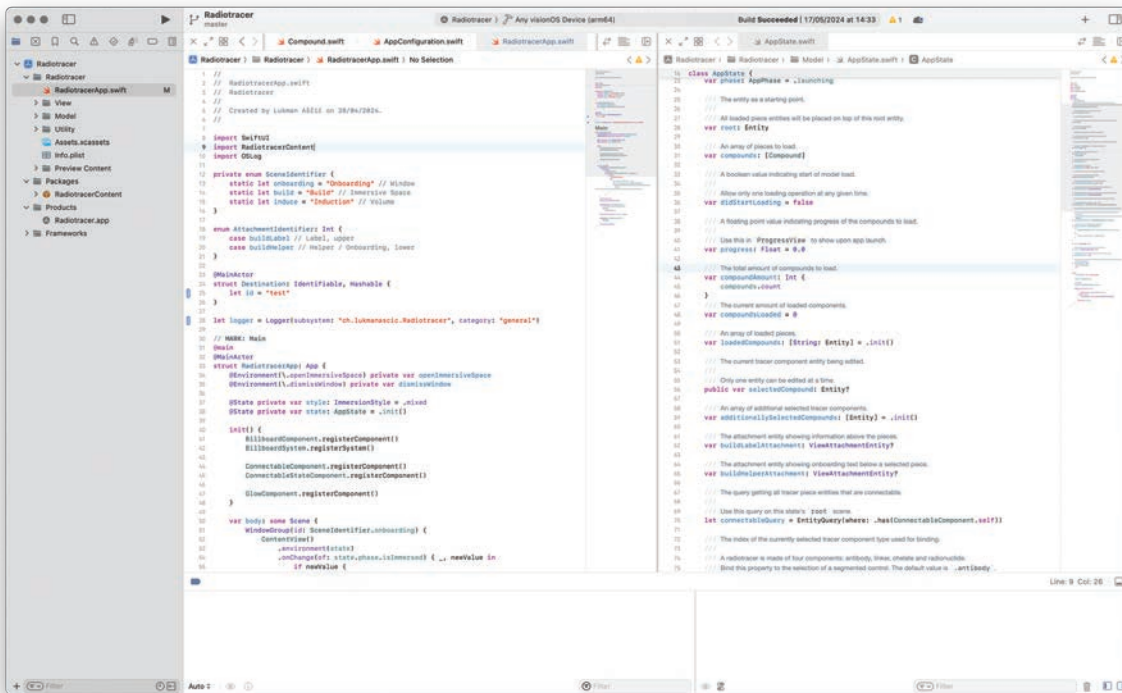 Radiotracer
master
Radiotracer 〉 Any visionOS Device (arm64)
Build Succeeded | 17/05/2024 at 14:33
1
Compound.swift
AppConfiguration.swift
RadiotracerApp.swift
AppState.swift
Radiotracer
Radiotracer
RadiotracerApp.swift M
View
Model
Utility
Assets.xcassets
Info.plist
Preview Content
Packages
RadiotracerContent
Products
Radiotracer.app
Frameworks
Radiotracer 〉 Radiotracer 〉 RadiotracerApp.swift 〉 No Selection
//
// RadiotracerApp.swift
// Radiotracer
//
// Created by Lukman Aščić on 20/04/2024.
//
import SwiftUI
import RadiotracerContent
import OSLog
private enum SceneIdentifier {
static let onboarding = "Onboarding" // Window
static let build = "Build" // Immersive Space
static let induce = "Induction" // Volume
}
enum AttachmentIdentifier: Int {
case buildLabel // Label, upper
case buildHelper // Helper / Onboarding, lower
}
@MainActor
struct Destination: Identifiable, Hashable {
let id = "test"
}
let logger = Logger(subsystem: "ch.lukmanascic.Radiotracer", category: "general")
// MARK: Main
@main
@MainActor
struct RadiotracerApp: App {
@Environment(\.openImmersiveSpace) private var openImmersiveSpace
@Environment(\.dismissWindow) private var dismissWindow
@State private var style: ImmersionStyle = .mixed
@State private var state: AppState = .init()
init() {
BillboardComponent.registerComponent()
BillboardSystem.registerSystem()
ConnectableComponent.registerComponent()
ConnectableStateComponent.registerComponent()
GlowComponent.registerComponent()
}
var body: some Scene {
WindowGroup(id: SceneIdentifier.onboarding) {
ContentView()
.environment(state)
.onChange(of: state.phase.isImmersed) { _, newValue in
if newValue {
Main
Radiotracer 〉 Radiotracer 〉 Model 〉 AppState.swift 〉 AppState
class AppState {
var phase: AppPhase = .launching
/// The entity as a starting point.
///
/// All loaded piece entities will be placed on top of this root entity.
var root: Entity
/// An array of pieces to load.
var compounds: [Compound]
/// A boolean value indicating start of model load.
///
/// Allow only one loading operation at any given time.
var didStartLoading = false
/// A floating point value indicating progress of the compounds to load.
///
/// Use this in `ProgressView` to show upon app launch.
var progress: Float = 0.0
/// The total amount of compounds to load.
var compoundAmount: Int {
compounds.count
}
/// The current amount of loaded components.
var compoundsLoaded = 0
/// An array of loaded pieces.
var loadedCompounds: [String: Entity] = .init()
/// The current tracer component entity being edited.
///
/// Only one entity can be edited at a time.
public var selectedCompound: Entity?
/// An array of additional selected tracer components.
var additionallySelectedCompounds: [Entity] = .init()
/// The attachment entity showing information above the pieces.
var buildLabelAttachment: ViewAttachmentEntity?
/// The attachment entity showing onboarding text below a selected piece.
var buildHelperAttachment: ViewAttachmentEntity?
/// The query getting all tracer piece entities that are connectable.
///
/// Use this query on this state's `root` scene.
let connectableQuery = EntityQuery(where: .has(ConnectableComponent.self))
/// The index of the currently selected tracer component type used for binding.
///
/// A radiotracer is made of four components: antibody, linear, chelate and radionuclide.
/// Bind this property to the selection of a segmented control. The default value is `.antibody`.
Line: 9 Col: 26
Filter
Auto
Filter
Filter